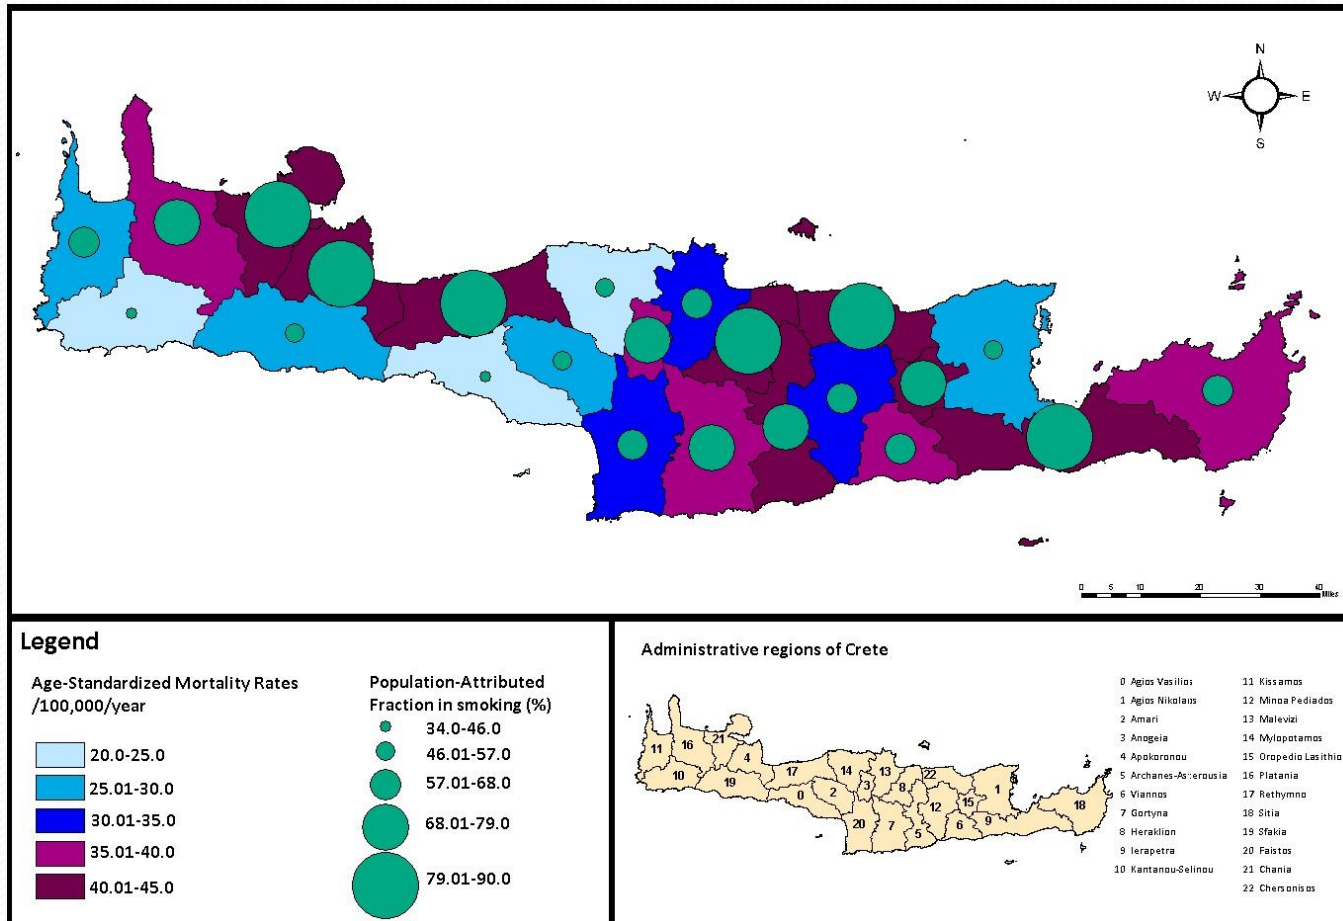 N
W E
S
0 5 10 20 30 40
Miles
Legend
Age-Standardized Mortality Rates
/100,000/year
20.0-25.0
25.01-30.0
30.01-35.0
35.01-40.0
40.01-45.0
Population-Attributed
Fraction in smoking (%)
34.0-46.0
46.01-57.0
57.01-68.0
68.01-79.0
79.01-90.0
Administrative regions of Crete
11
16
21
4
10
19
17
0
2
14
3
13
8
22
12
15
1
20
7
5
6
9
18
0 Agios Vasilios
1 Agios Nikolaus
2 Amari
3 Anogeia
4 Apokoronou
5 Archanes-Asterousia
6 Viannos
7 Gortyna
8 Heraklion
9 Ierapetra
10 Kantanou-Selinou
11 Kissamos
12 Minoa Pediados
13 Malevizi
14 Mylopotamos
15 Oropedio Lasithio
16 Platania
17 Rethymno
18 Sitia
19 Sfakia
20 Faistos
21 Chania
22 Chersonisos